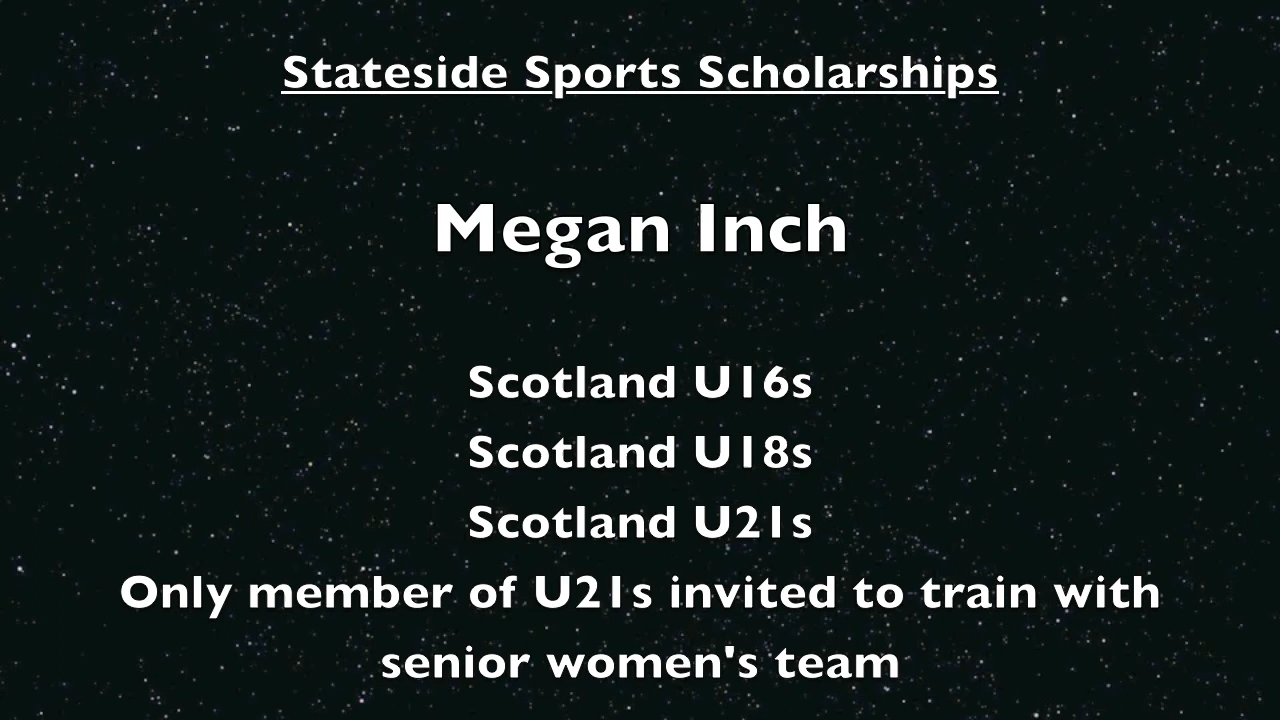 Stateside Sports Scholarships
Megan Inch
Scotland U16s
Scotland U18s
Scotland U21s
Only member of U21s invited to train with
senior women's team